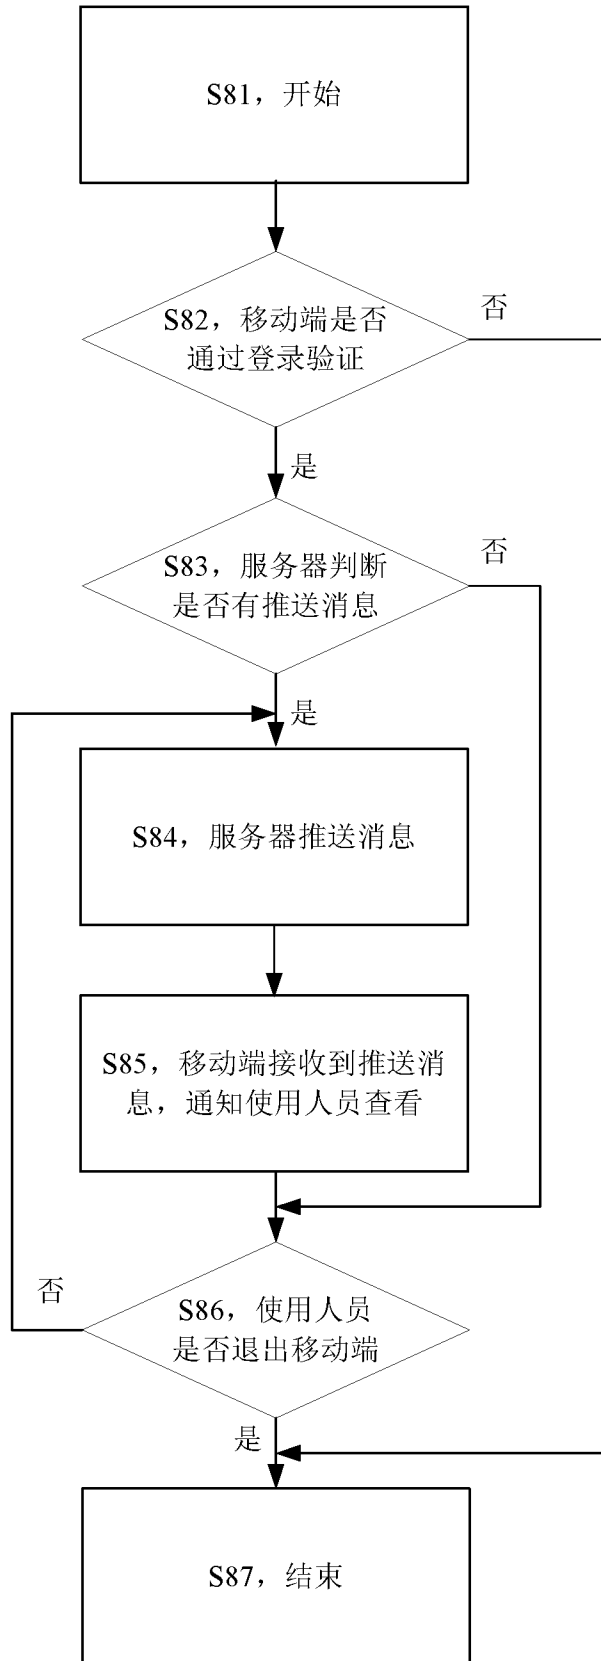 S81，开始
S82，移动端是否
通过登录验证
否
是
S83，服务器判断
是否有推送消息
否
是
S84，服务器推送消息
S85，移动端接收到推送消
息，通知使用人员查看
S86，使用人员
是否退出移动端
否
是
S87，结束